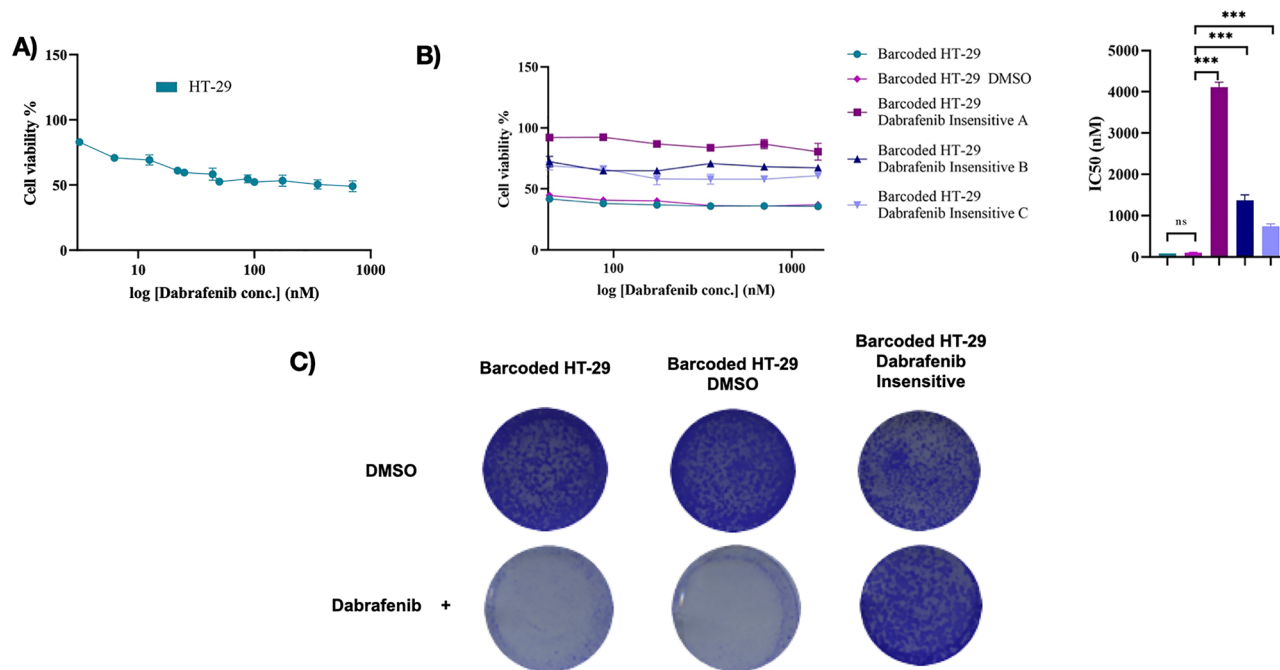 A)
150
100
50
0
Cell viability %
HT-29
10
100
1000
log [Dabrafenib conc.] (nM)
B)
150
100
50
0
Cell viability %
100
1000
log [Dabrafenib conc.] (nM)
Barcoded HT-29
Barcoded HT-29 DMSO
Barcoded HT-29
Dabrafenib Insensitive A
Barcoded HT-29
Dabrafenib Insensitive B
Barcoded HT-29
Dabrafenib Insensitive C
5000
4000
3000
2000
1000
0
IC50 (nM)
ns
***
***
***
C)
Barcoded HT-29
Barcoded HT-29
DMSO
Barcoded HT-29
Dabrafenib
Insensitive
DMSO
Dabrafenib +